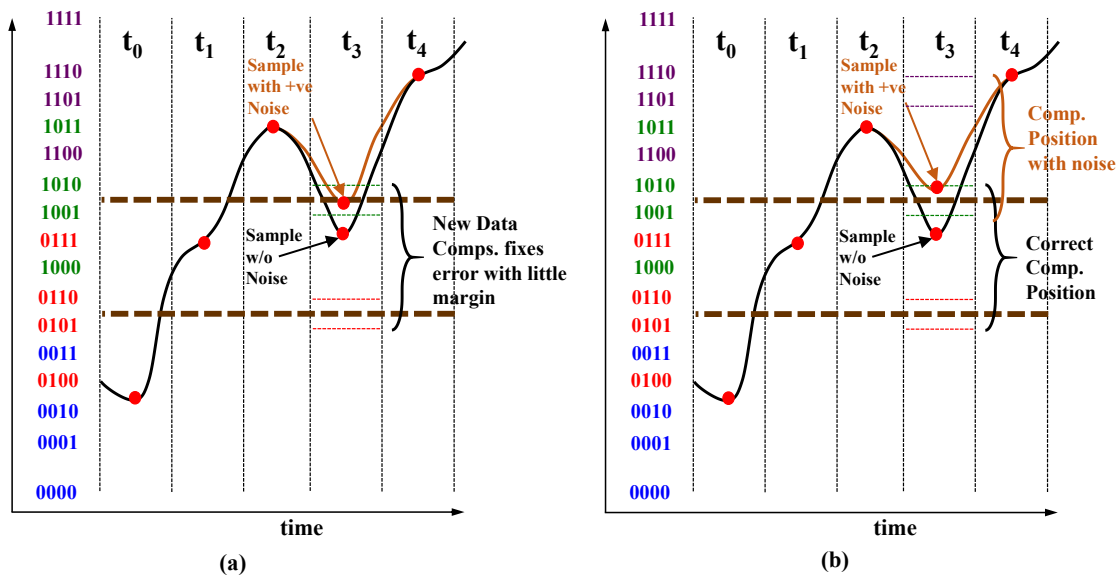 1111
1110
1101
1011
1100
1010
1001
0111
1000
0110
0101
0011
0100
0010
0001
0000
t0
t1
t2
t3
t4
Sample
with +ve
Noise
Sample
w/o
Noise
New Data
Comps. fixes
error with little
margin
time
(a)
1111
1110
1101
1011
1100
1010
1001
0111
1000
0110
0101
0011
0100
0010
0001
0000
t0
t1
t2
t3
t4
Sample
with +ve
Noise
Sample
w/o
Noise
Comp.
Position
with noise
Correct
Comp.
Position
time
(b)